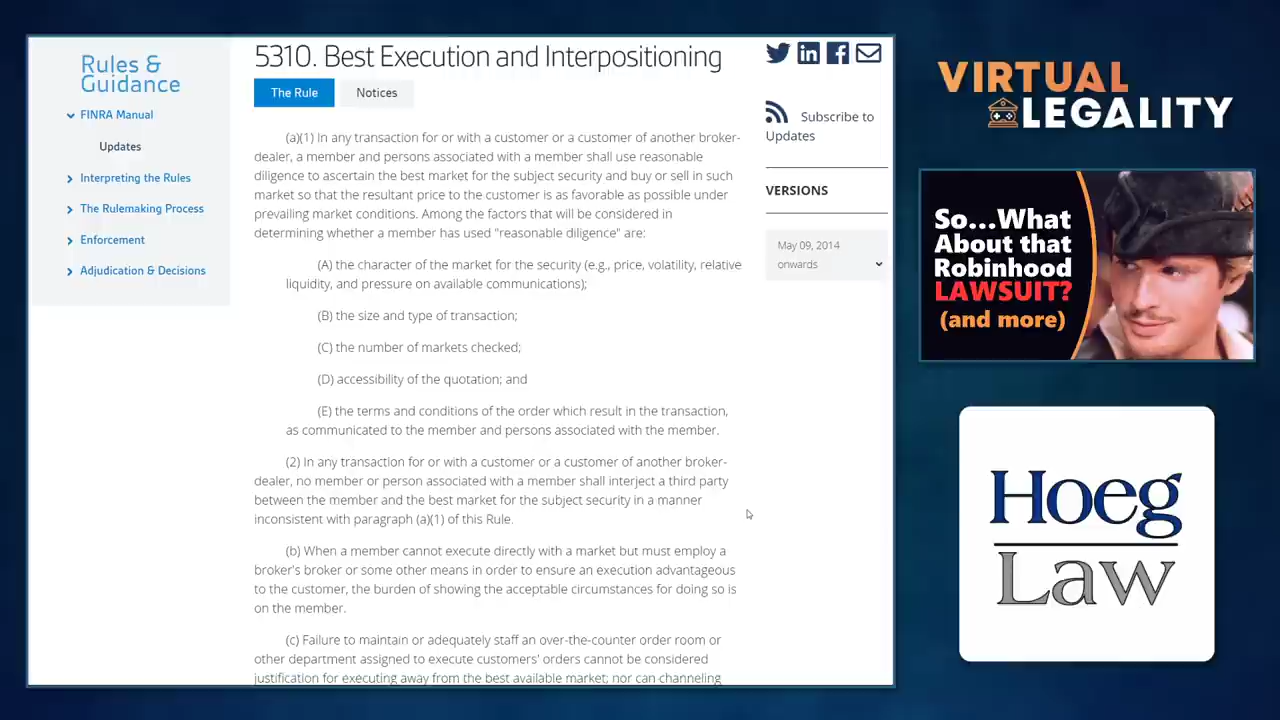 Rules &
Guidance
FINRA Manual
Updates
Interpreting the Rules
The Rulemaking Process
Enforcement
Adjudication & Decisions
5310. Best Execution and Interpositioning
The Rule
Notices
(a)(1) In any transaction for or with a customer or a customer of another broker-
dealer, a member and persons associated with a member shall use reasonable
diligence to ascertain the best market for the subject security and buy or sell in such
market so that the resultant price to the customer is as favorable as possible under
prevailing market conditions. Among the factors that will be considered in
determining whether a member has used "reasonable diligence" are:
(A) the character of the market for the security (e.g., price, volatility, relative
liquidity, and pressure on available communications);
(B) the size and type of transaction;
(C) the number of markets checked;
(D) accessibility of the quotation; and
(E) the terms and conditions of the order which result in the transaction,
as communicated to the member and persons associated with the member.
(2) In any transaction for or with a customer or a customer of another broker-
dealer, no member or person associated with a member shall interject a third party
between the member and the best market for the subject security in a manner
inconsistent with paragraph (a)(1) of this Rule.
(b) When a member cannot execute directly with a market but must employ a
broker's broker or some other means in order to ensure an execution advantageous
to the customer, the burden of showing the acceptable circumstances for doing so is
on the member.
(c) Failure to maintain or adequately staff an over-the-counter order room or
other department assigned to execute customers' orders cannot be considered
justification for executing away from the best available market; nor can channeling
Subscribe to
Updates
VERSIONS
May 09, 2014
onwards
VIRTUAL
LEGALITY
So...What
About that
Robinhood
LAWSUIT?
(and more)
Hoeg
Law